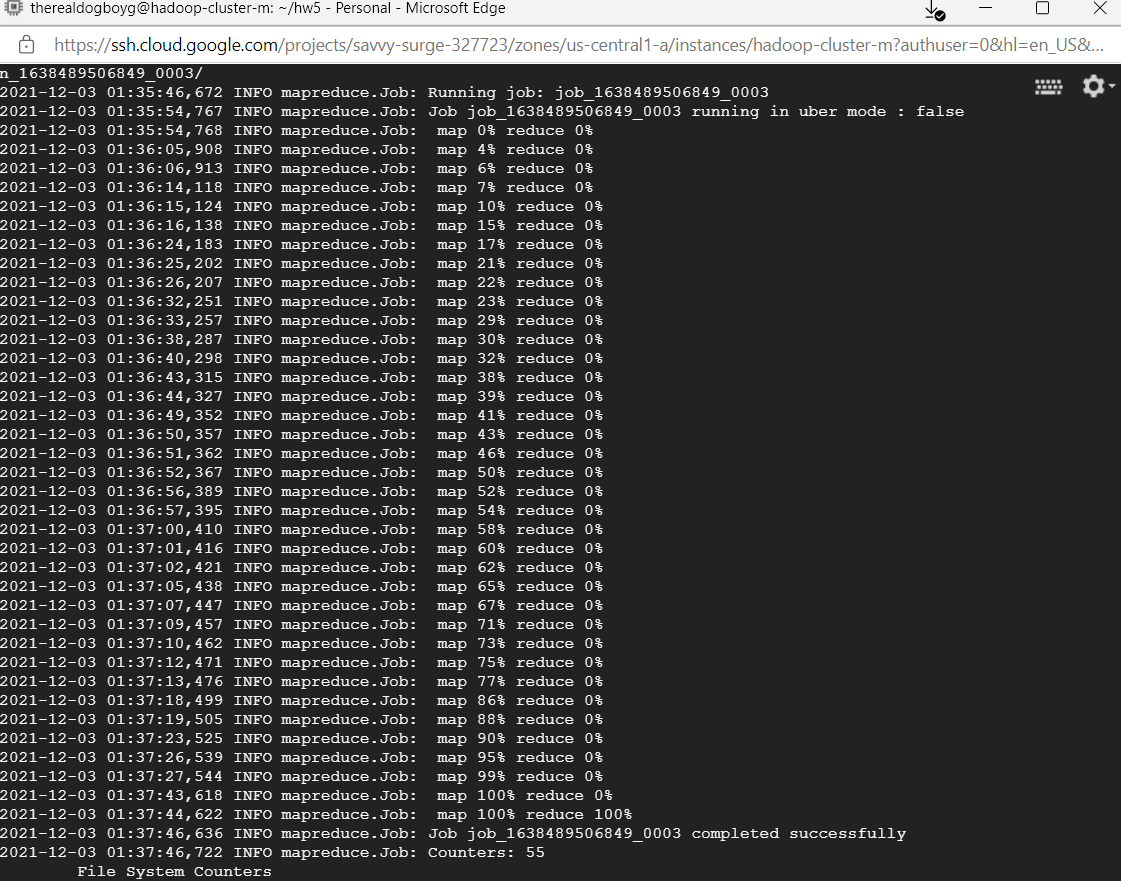 therealdogboyg@hadoop-cluster-m: ~/hw5 - Personal - Microsoft Edge
https://ssh.cloud.google.com/projects/savvy-surge-327723/zones/us-central1-a/instances/hadoop-cluster-m?authuser=0&hl=en_US&...
n_1638489506849_0003/
2021-12-03 01:35:46,672 INFO mapreduce.Job: Running job: job_1638489506849_0003
2021-12-03 01:35:54,767 INFO mapreduce.Job: Job job_1638489506849_0003 running in uber mode : false
2021-12-03 01:35:54,768 INFO mapreduce.Job:  map 0% reduce 0%
2021-12-03 01:36:05,908 INFO mapreduce.Job:  map 4% reduce 0%
2021-12-03 01:36:06,913 INFO mapreduce.Job:  map 6% reduce 0%
2021-12-03 01:36:14,118 INFO mapreduce.Job:  map 7% reduce 0%
2021-12-03 01:36:15,124 INFO mapreduce.Job:  map 10% reduce 0%
2021-12-03 01:36:16,138 INFO mapreduce.Job:  map 15% reduce 0%
2021-12-03 01:36:24,183 INFO mapreduce.Job:  map 17% reduce 0%
2021-12-03 01:36:25,202 INFO mapreduce.Job:  map 21% reduce 0%
2021-12-03 01:36:26,207 INFO mapreduce.Job:  map 22% reduce 0%
2021-12-03 01:36:32,251 INFO mapreduce.Job:  map 23% reduce 0%
2021-12-03 01:36:33,257 INFO mapreduce.Job:  map 29% reduce 0%
2021-12-03 01:36:38,287 INFO mapreduce.Job:  map 30% reduce 0%
2021-12-03 01:36:40,298 INFO mapreduce.Job:  map 32% reduce 0%
2021-12-03 01:36:43,315 INFO mapreduce.Job:  map 38% reduce 0%
2021-12-03 01:36:44,327 INFO mapreduce.Job:  map 39% reduce 0%
2021-12-03 01:36:49,352 INFO mapreduce.Job:  map 41% reduce 0%
2021-12-03 01:36:50,357 INFO mapreduce.Job:  map 43% reduce 0%
2021-12-03 01:36:51,362 INFO mapreduce.Job:  map 46% reduce 0%
2021-12-03 01:36:52,367 INFO mapreduce.Job:  map 50% reduce 0%
2021-12-03 01:36:56,389 INFO mapreduce.Job:  map 52% reduce 0%
2021-12-03 01:36:57,395 INFO mapreduce.Job:  map 54% reduce 0%
2021-12-03 01:37:00,410 INFO mapreduce.Job:  map 58% reduce 0%
2021-12-03 01:37:01,416 INFO mapreduce.Job:  map 60% reduce 0%
2021-12-03 01:37:02,421 INFO mapreduce.Job:  map 62% reduce 0%
2021-12-03 01:37:05,438 INFO mapreduce.Job:  map 65% reduce 0%
2021-12-03 01:37:07,447 INFO mapreduce.Job:  map 67% reduce 0%
2021-12-03 01:37:09,457 INFO mapreduce.Job:  map 71% reduce 0%
2021-12-03 01:37:10,462 INFO mapreduce.Job:  map 73% reduce 0%
2021-12-03 01:37:12,471 INFO mapreduce.Job:  map 75% reduce 0%
2021-12-03 01:37:13,476 INFO mapreduce.Job:  map 77% reduce 0%
2021-12-03 01:37:18,499 INFO mapreduce.Job:  map 86% reduce 0%
2021-12-03 01:37:19,505 INFO mapreduce.Job:  map 88% reduce 0%
2021-12-03 01:37:23,525 INFO mapreduce.Job:  map 90% reduce 0%
2021-12-03 01:37:26,539 INFO mapreduce.Job:  map 95% reduce 0%
2021-12-03 01:37:27,544 INFO mapreduce.Job:  map 99% reduce 0%
2021-12-03 01:37:43,618 INFO mapreduce.Job:  map 100% reduce 0%
2021-12-03 01:37:44,622 INFO mapreduce.Job:  map 100% reduce 100%
2021-12-03 01:37:46,636 INFO mapreduce.Job: Job job_1638489506849_0003 completed successfully
2021-12-03 01:37:46,722 INFO mapreduce.Job: Counters: 55
File System Counters